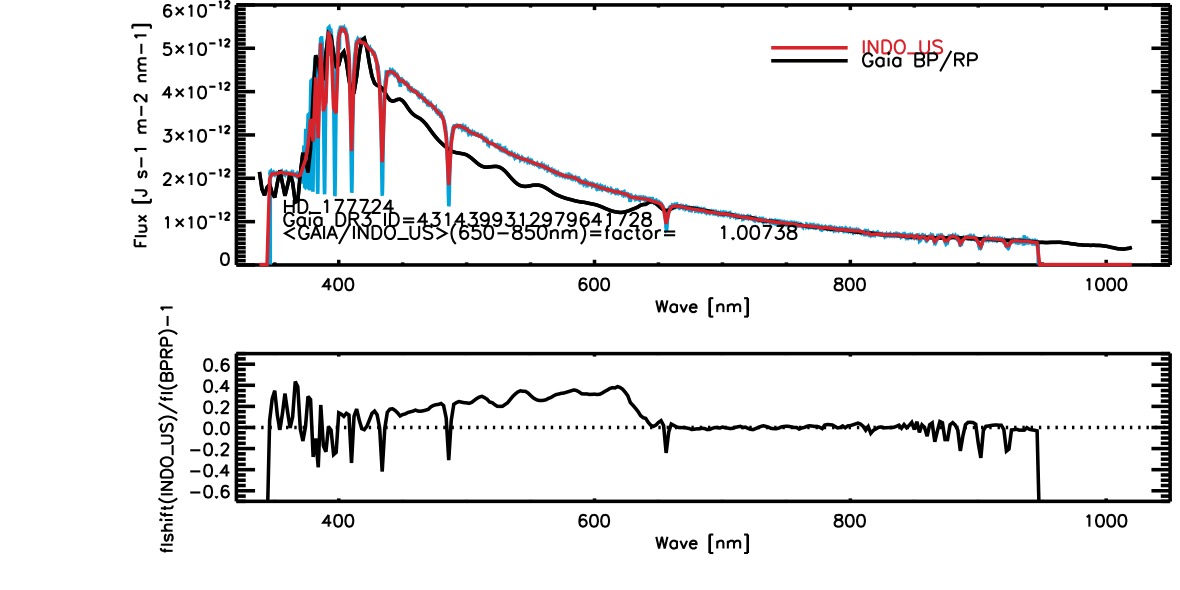 6×10−12
5×10−12
4×10−12
3×10−12
2×10−12
1×10−12
0
Flux [J s−1 m−2 nm−1]
INDO_US
Gaia BP/RP
HD_177724
Gaia DR3_ID=4314399312979641728
<GAIA/INDO_US>(650−850nm)=factor= 1.00738
400 600 800 1000
Wave [nm]
0.6
0.4
0.2
0.0
−0.2
−0.4
−0.6
flshift(INDO_US)/fl(BPRP)−1
400 600 800 1000
Wave [nm]